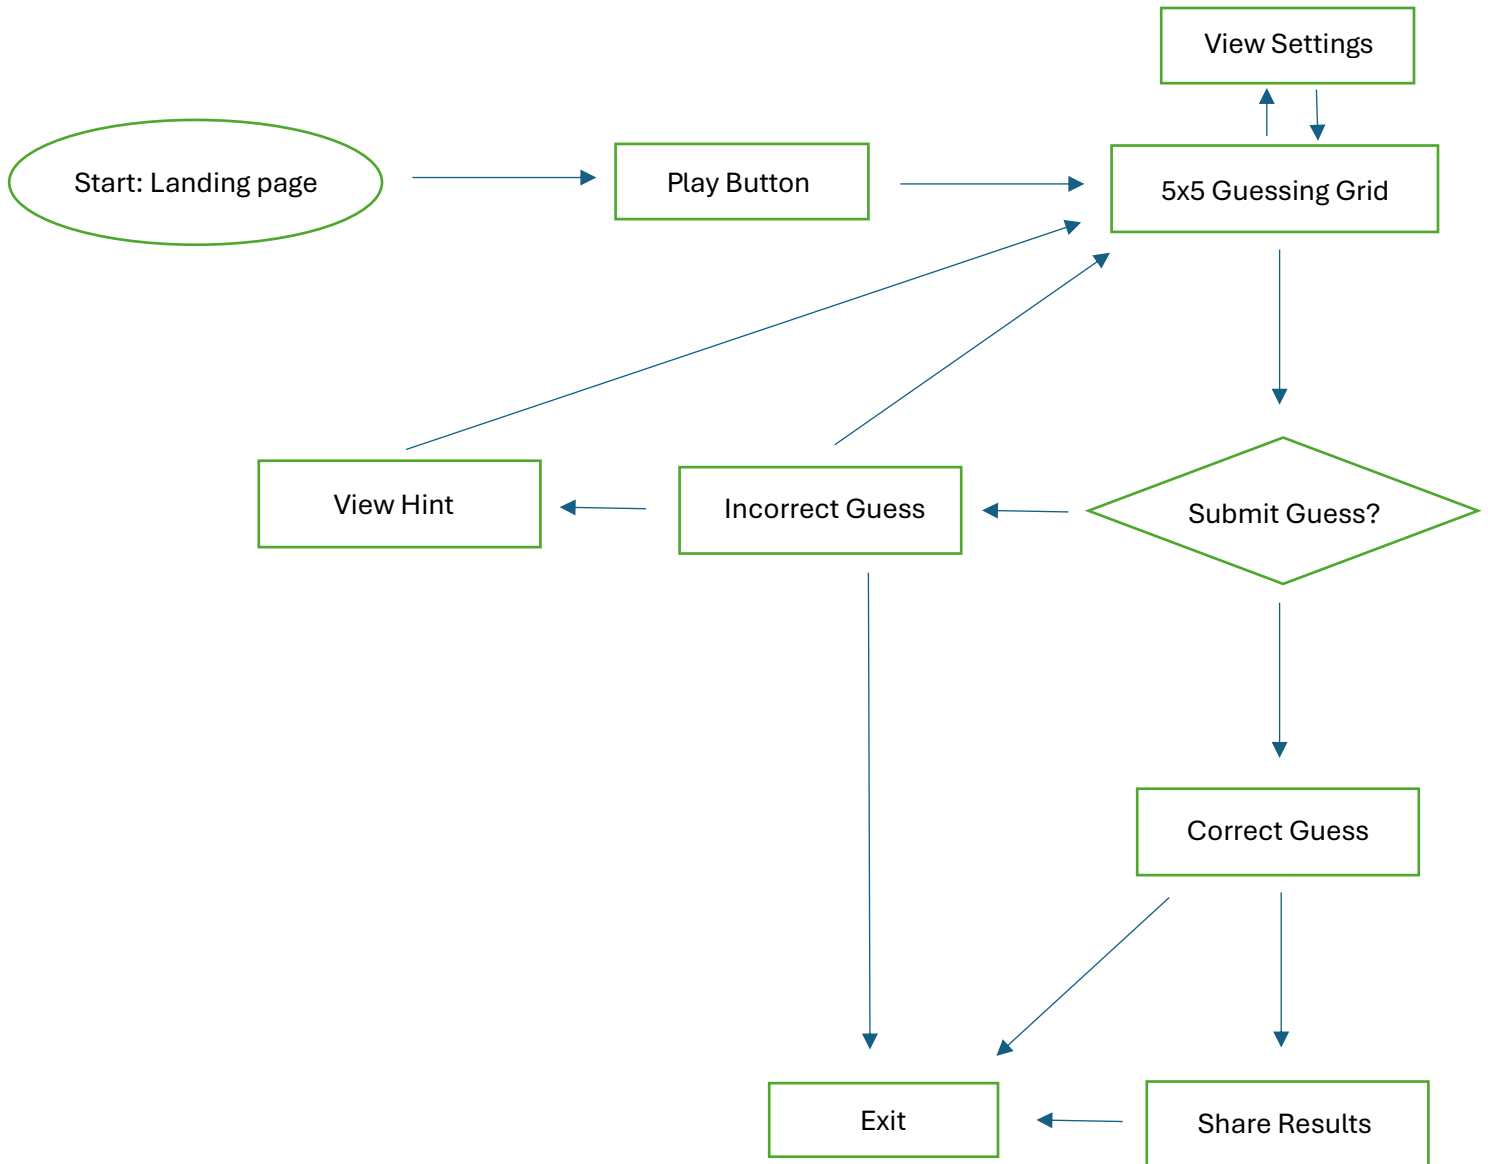 View Settings
Start: Landing page
Play Button
5x5 Guessing Grid
View Hint
Incorrect Guess
Submit Guess?
Correct Guess
Exit
Share Results